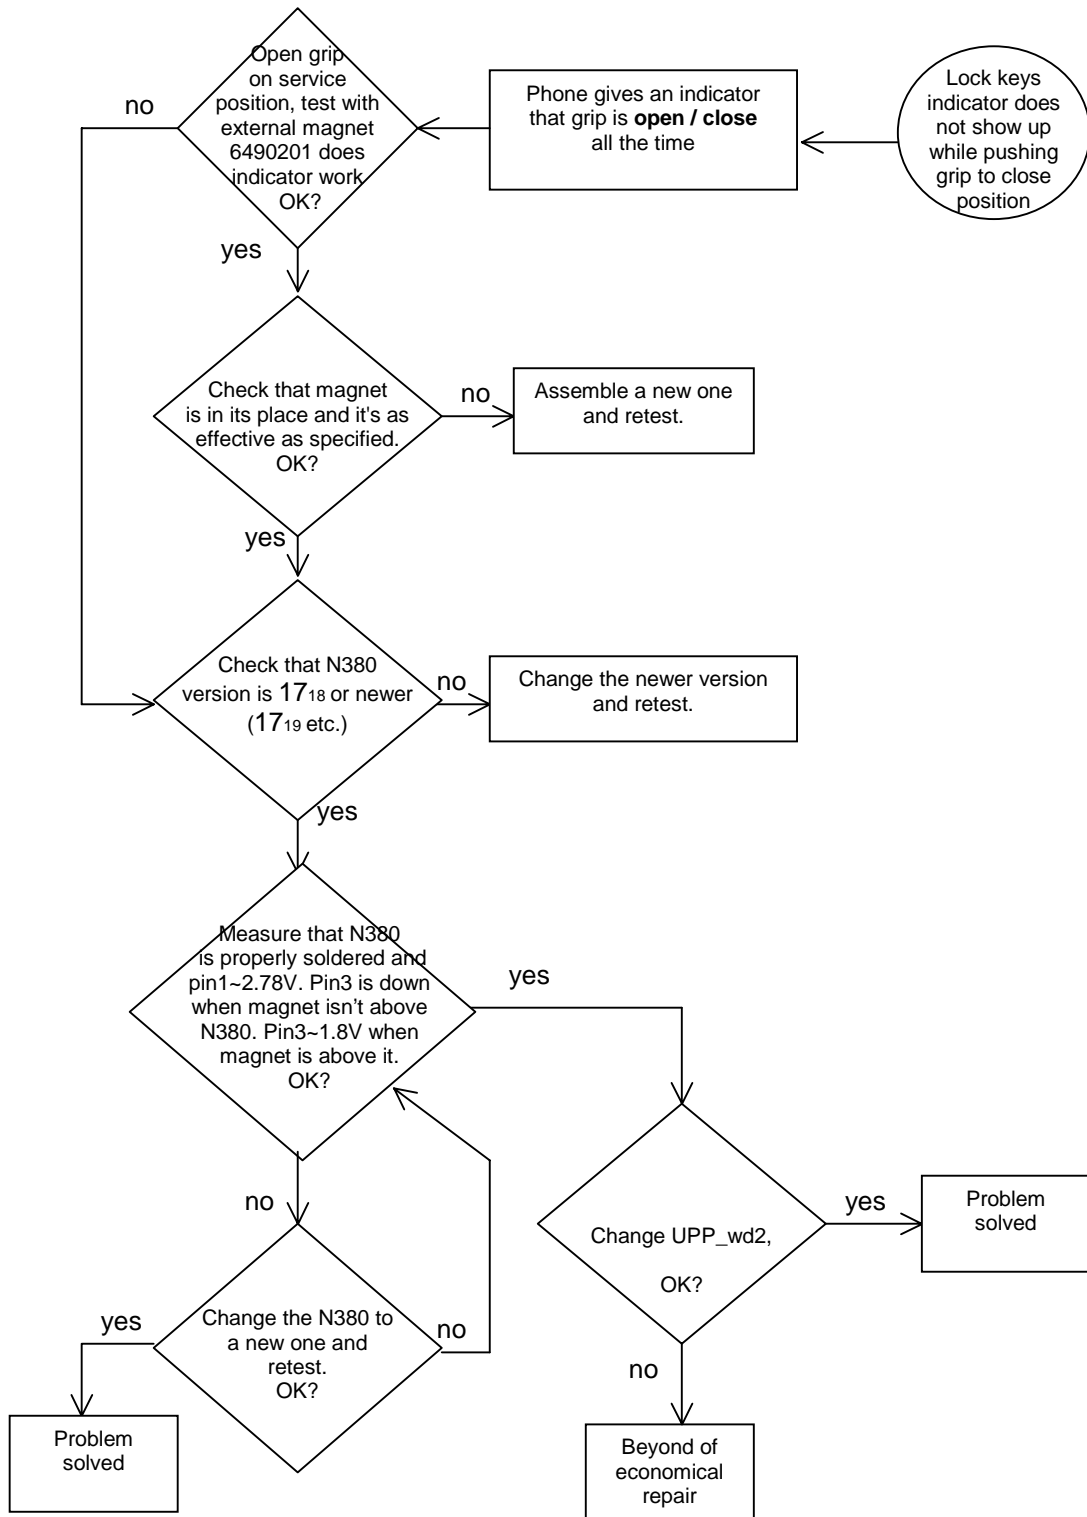 Lock keys
indicator does
not show up
while pushing
grip to close
position
Phone gives an indicator
that grip is open / close
all the time
Open grip
on service
position, test with
external magnet
6490201 does
indicator work
OK?
no
yes
Check that magnet
is in its place and it's as
effective as specified.
OK?
no
Assemble a new one
and retest.
yes
Check that N380
version is 1718 or newer
(1719 etc.)
no
Change the newer version
and retest.
yes
Measure that N380
is properly soldered and
pin1~2.78V. Pin3 is down
when magnet isn’t above
N380. Pin3~1.8V when
magnet is above it.
OK?
yes
no
Change UPP_wd2,
OK?
yes
Problem
solved
no
Beyond of
economical
repair
Change the N380 to
a new one and
retest.
OK?
no
yes
Problem
solved